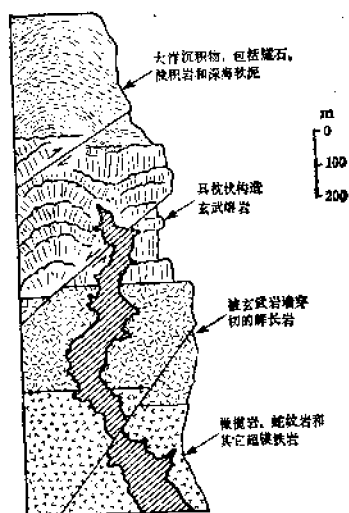 大洋沉积物，包括燧石、
微积岩和深海软泥
m
0
100
200
具枕状构造
玄武熔岩
被玄武岩墙穿
切的辉长岩
橄榄岩、蛇纹岩和
其它超镁铁岩